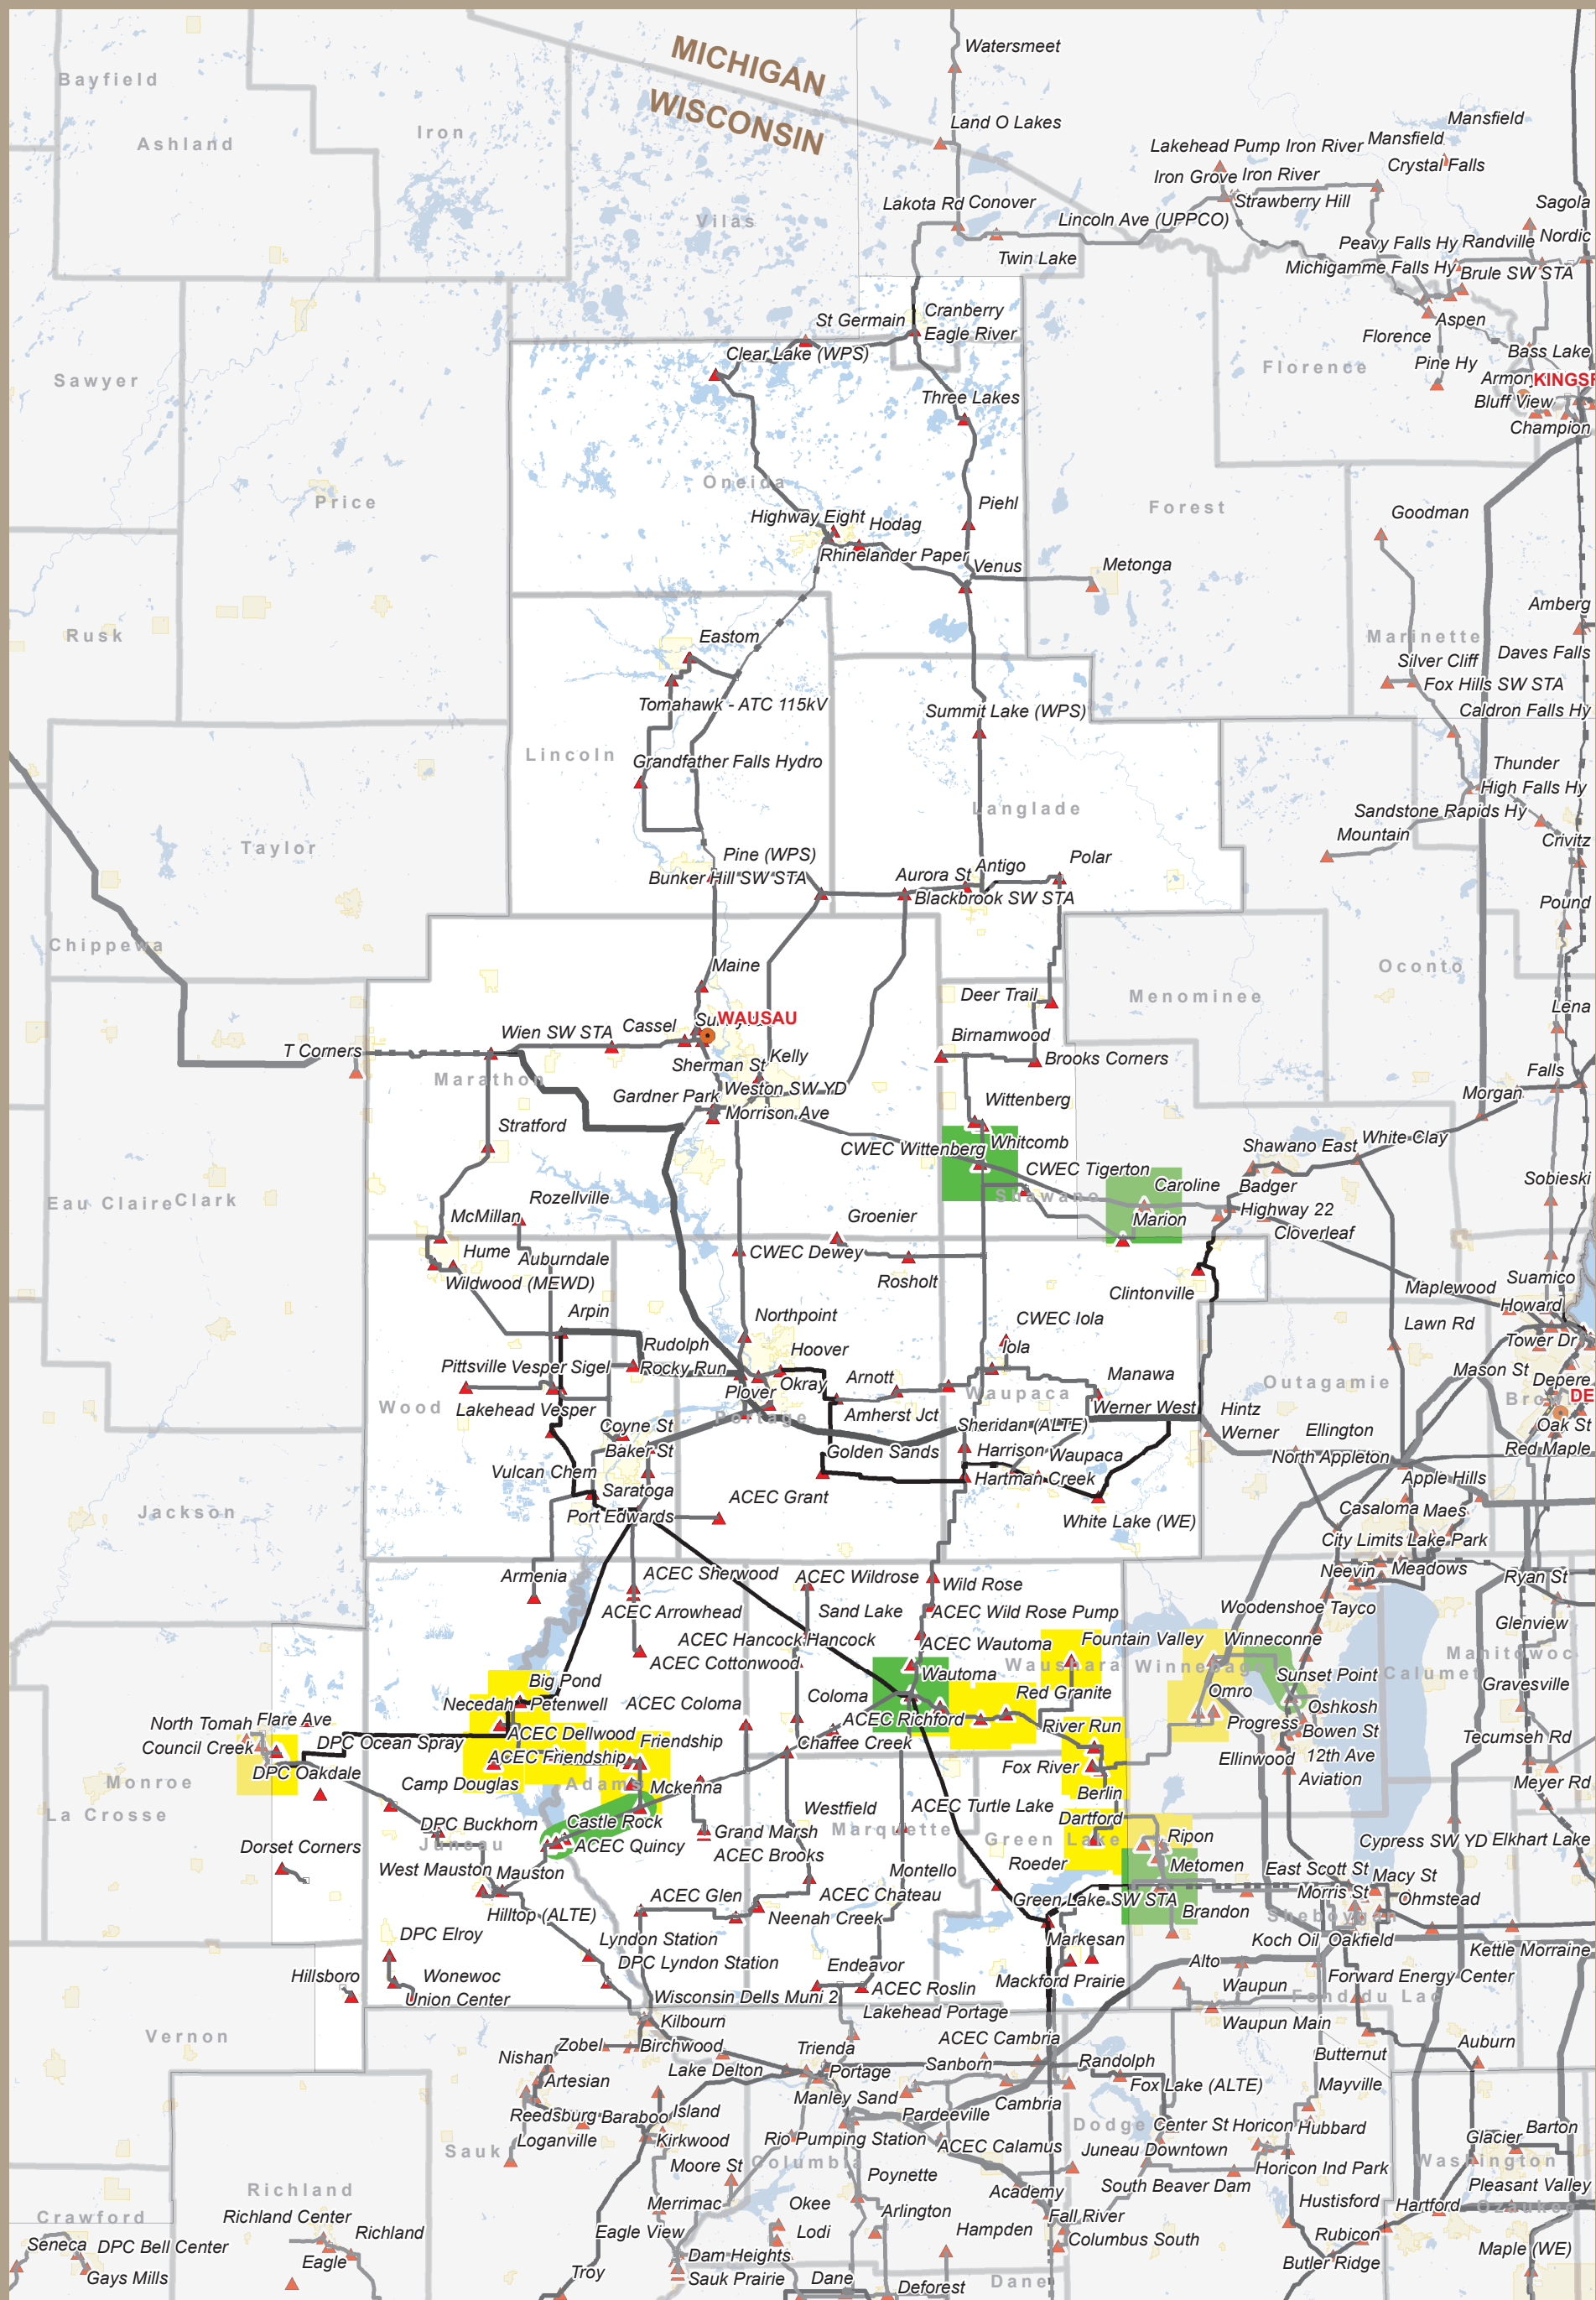 MICHIGAN
WISCONSIN
Watersmeet
Bayfield
Ashland
Iron
Vilas
Land O Lakes
Mansfield
Lakehead Pump Iron River
Mansfield
Iron Grove
Iron River
Crystal Falls
Strawberry Hill
Lakota Rd
Conover
Lincoln Ave (UPPCO)
Sagola
Twin Lake
Peavy Falls Hy
Randville
Nordic
Michigamme Falls Hy
Brule SW STA
Cranberry
St Germain
Eagle River
Aspen
Florence
Clear Lake (WPS)
Bass Lake
Pine Hy
Florence
Sawyer
Three Lakes
Bluff View
Champion
Price
Oneida
Piehl
Forest
Goodman
Highway Eight
Hodag
Rhinelander Paper
Venus
Metonga
Amberg
Rusk
Eastom
Marinette
Daves Falls
Silver Cliff
Fox Hills SW STA
Tomahawk - ATC 115kV
Summit Lake (WPS)
Caldron Falls Hy
Lincoln
Grandfather Falls Hydro
Thunder
High Falls Hy
Langlade
Sandstone Rapids Hy
Mountain
Crivitz
Taylor
Pine (WPS)
Bunker Hill SW STA
Aurora St
Antigo
Polar
Blackbrook SW STA
Pound
Chippewa
Maine
Oconto
Deer Trail
Menominee
Lena
WAUSAU
Wien SW STA
Cassel
T Corners
Birnamwood
Brooks Corners
Sherman St
Kelly
Marathon
Falls
Gardner Park
Weston SW YD
Morrison Ave
Wittenberg
Morgan
Stratford
CWEC Wittenberg
Whitcomb
Shawano East
White Clay
CWEC Tigerton
Caroline
Badger
Sobieski
Eau Claire
Clark
Rozellville
Shawano
McMillan
Groenier
Marion
Highway 22
Cloverleaf
Hume
Auburndale
CWEC Dewey
Wildwood (MEWD)
Rosholt
Clintonville
Maplewood
Suamico
Howard
Arpin
Northpoint
CWEC Iola
Lawn Rd
Tower Dr
Rudolph
Hoover
Iola
Pittsville
Vesper
Sigel
Rocky Run
Arnott
Manawa
Outagamie
Mason St
Depere
Plover
Okray
Waupaca
Wood
Lakehead Vesper
Portage
Amherst Jct
Werner West
Hintz
Coyne St
Sheridan (ALTE)
Werner
Ellington
Oak St
Baker St
Golden Sands
Harrison
Waupaca
North Appleton
Red Maple
Vulcan Chem
Saratoga
Hartman Creek
Apple Hills
Jackson
ACEC Grant
Casaloma
Maes
Port Edwards
White Lake (WE)
City Limits
Lake Park
Armenia
ACEC Sherwood
ACEC Wildrose
Wild Rose
Neevin
Meadows
Ryan St
ACEC Arrowhead
Sand Lake
ACEC Wild Rose Pump
Woodenshoe
Tayco
Glenview
ACEC Hancock
Hancock
ACEC Wautoma
Fountain Valley
Winneconne
Manitowoc
ACEC Cottonwood
Wautoma
Waushara
Winnebag
Calumet
Big Pond
Sunset Point
Necedah
Petenwell
ACEC Coloma
Coloma
Red Granite
Omro
Oshkosh
Gravesville
North Tomah
Flare Ave
ACEC Dellwood
ACEC Richford
River Run
Progress
Bowen St
Council Creek
DPC Ocean Spray
Friendship
Chaffee Creek
Ellinwood
12th Ave
Tecumseh Rd
DPC Oakdale
ACEC Friendship
Fox River
Aviation
Monroe
Camp Douglas
Adams
Mckenna
Berlin
Meyer Rd
La Crosse
DPC Buckhorn
Castle Rock
Westfield
ACEC Turtle Lake
Dartford
Marquette
Green Lake
Ripon
Cypress SW YD
Elkhart Lake
Dorset Corners
Juneau
ACEC Quincy
Grand Marsh
ACEC Brooks
West Mauston
Mauston
Montello
Roeder
Metomen
East Scott St
Macy St
Hilltop (ALTE)
ACEC Glen
ACEC Chateau
Green Lake SW STA
Morris St
Ohmstead
Neenah Creek
Brandon
Sheboygan
DPC Elroy
Lyndon Station
Markesan
Koch Oil
Oakfield
Kettle Morraine
Hillsboro
Wonewoc
DPC Lyndon Station
Endeavor
Mackford Prairie
Alto
Waupun
Forward Energy Center
Union Center
Wisconsin Dells Muni 2
ACEC Roslin
Fond du Lac
Vernon
Kilbourn
Lakehead Portage
Waupun Main
Zobel
Birchwood
Trienda
ACEC Cambria
Butternut
Auburn
Nishan
Lake Delton
Portage
Sanborn
Randolph
Artesian
Manley Sand
Fox Lake (ALTE)
Mayville
Reedsburg
Baraboo
Island
Pardeeville
Cambria
Loganville
Kirkwood
Rio Pumping Station
Dodge
Center St
Horicon
Hubbard
Glacier
Barton
Sauk
Columbia
ACEC Calamus
Juneau Downtown
Moore St
Poynette
South Beaver Dam
Horicon Ind Park
Washington
Pleasant Valley
Richland
Academy
Crawford
Richland Center
Merrimac
Okee
Arlington
Hustisford
Hartford
Ozaukee
Richland
Eagle View
Lodi
Fall River
Seneca
DPC Bell Center
Hampden
Columbus South
Rubicon
Maple (WE)
Eagle
Dam Heights
Butler Ridge
Gays Mills
Troy
Sauk Prairie
Dane
Deforest
Dane